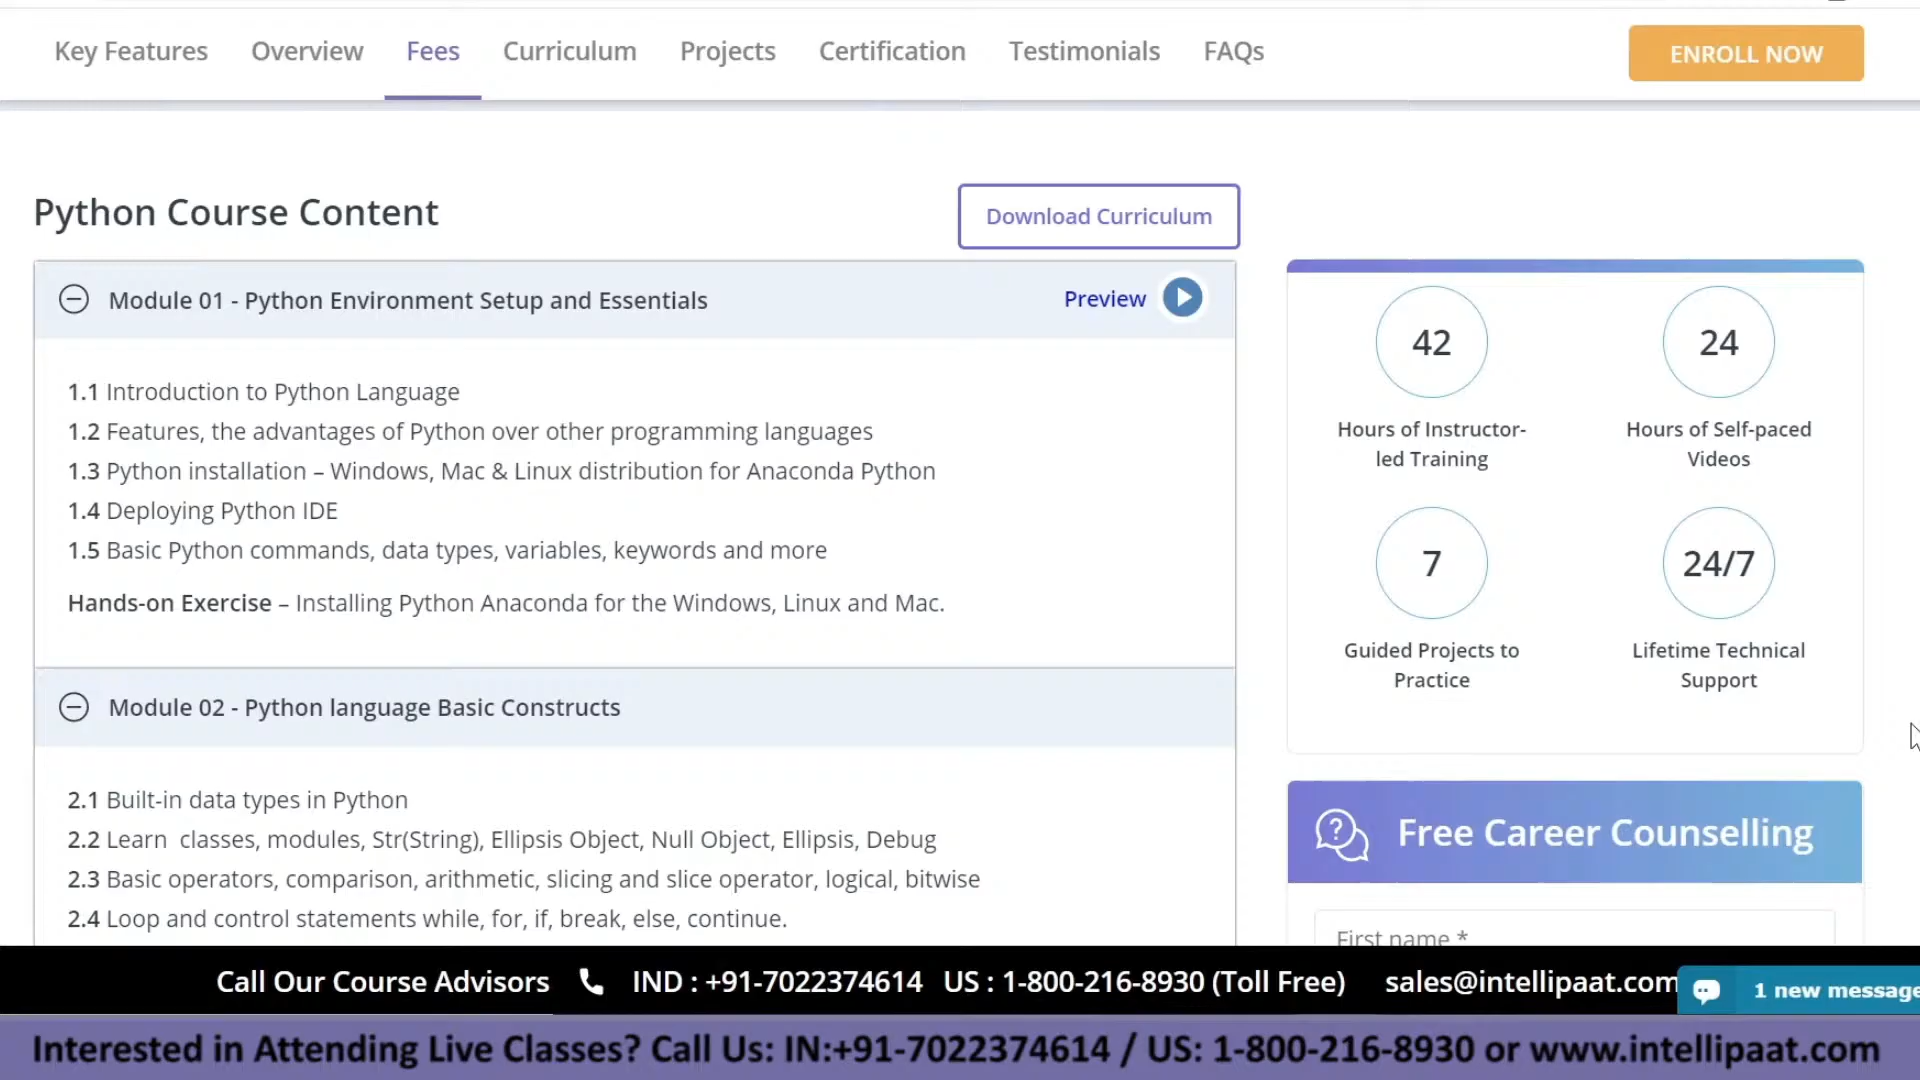 Key Features Overview Fees Curriculum Projects Certification Testimonials FAQs ENROLL NOW
Python Course Content
Download Curriculum
Module 01 - Python Environment Setup and Essentials
Preview
1.1 Introduction to Python Language
1.2 Features, the advantages of Python over other programming languages
1.3 Python installation – Windows, Mac & Linux distribution for Anaconda Python
1.4 Deploying Python IDE
1.5 Basic Python commands, data types, variables, keywords and more
Hands-on Exercise – Installing Python Anaconda for the Windows, Linux and Mac.
Module 02 - Python language Basic Constructs
2.1 Built-in data types in Python
2.2 Learn  classes, modules, Str(String), Ellipsis Object, Null Object, Ellipsis, Debug
2.3 Basic operators, comparison, arithmetic, slicing and slice operator, logical, bitwise
2.4 Loop and control statements while, for, if, break, else, continue.
42
Hours of Instructor-
led Training
24
Hours of Self-paced
Videos
7
Guided Projects to
Practice
24/7
Lifetime Technical
Support
Free Career Counselling
First name *
Call Our Course Advisors IND : +91-7022374614 US : 1-800-216-8930 (Toll Free) sales@intellipaat.com
1 new message
Interested in Attending Live Classes? Call Us: IN:+91-7022374614 / US: 1-800-216-8930 or www.intellipaat.com